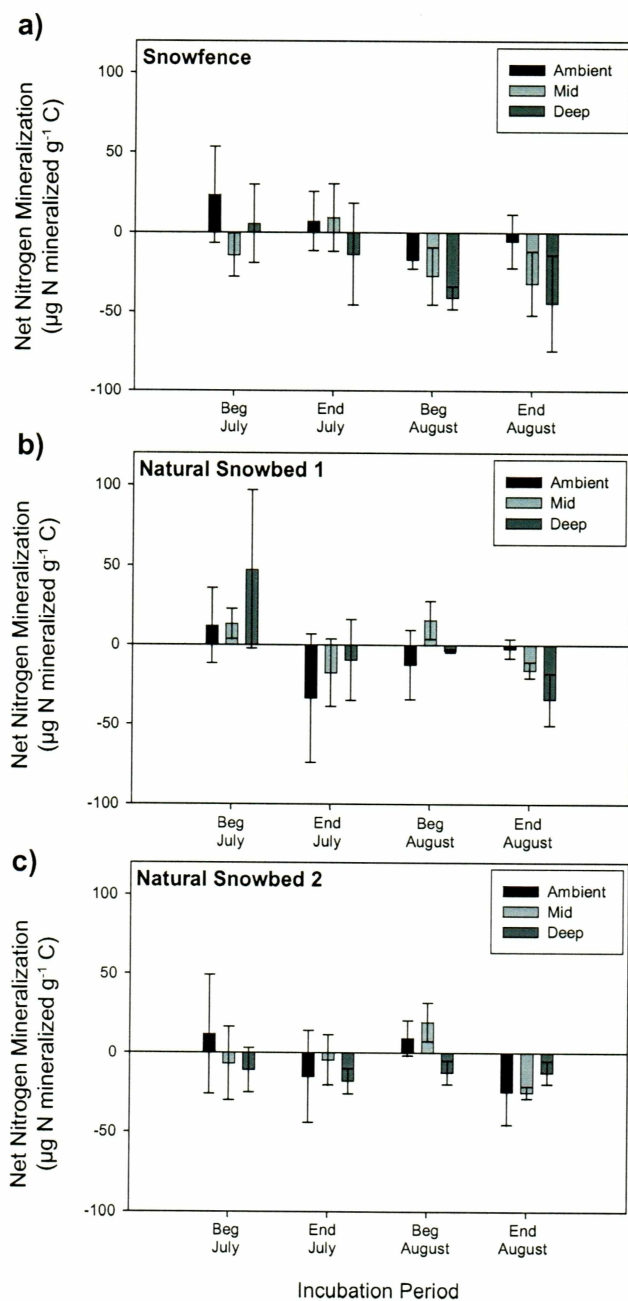 a)
Snowfence
Ambient
Mid
Deep
Net Nitrogen Mineralization
(µg N mineralized g⁻¹ C)
100
50
0
-50
-100
Beg
July
End
July
Beg
August
End
August
b)
Natural Snowbed 1
Ambient
Mid
Deep
Net Nitrogen Mineralization
(µg N mineralized g⁻¹ C)
100
50
0
-50
-100
Beg
July
End
July
Beg
August
End
August
c)
Natural Snowbed 2
Ambient
Mid
Deep
Net Nitrogen Mineralization
(µg N mineralized g⁻¹ C)
100
50
0
-50
-100
Beg
July
End
July
Beg
August
End
August
Incubation Period